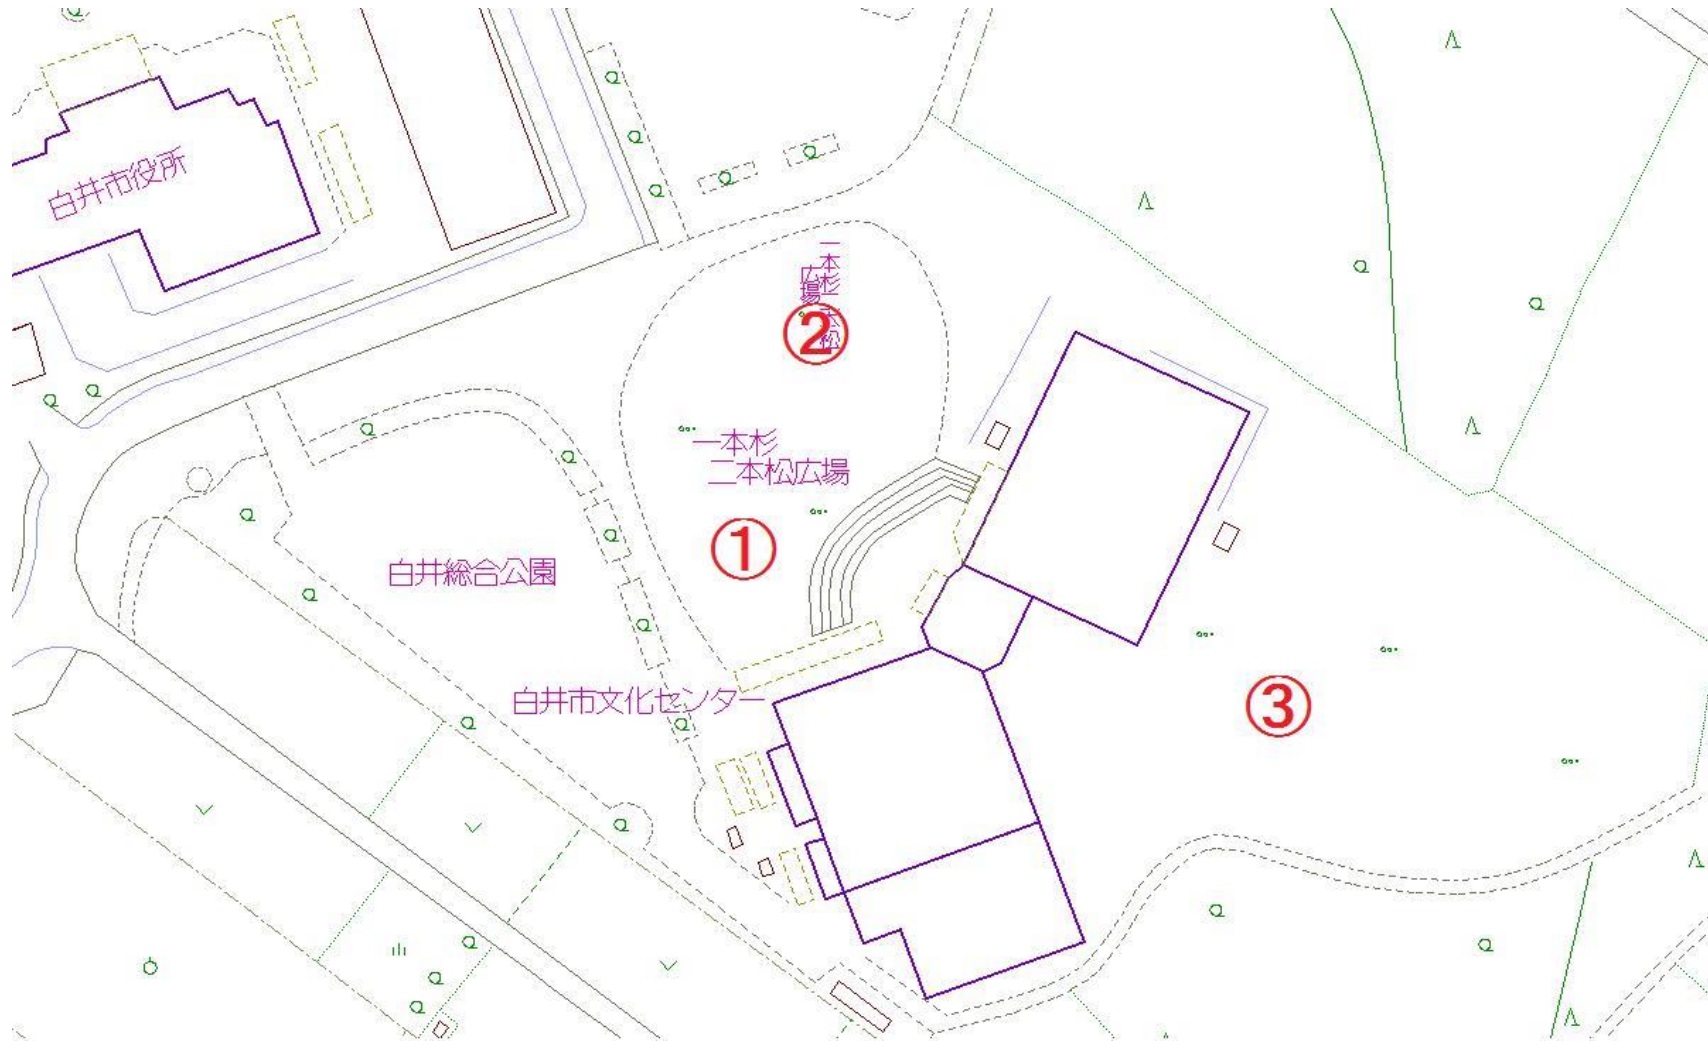 白井市役所
一本杉二本松
広場
②
一本杉
二本松広場
①
白井総合公園
白井市文化センター
③